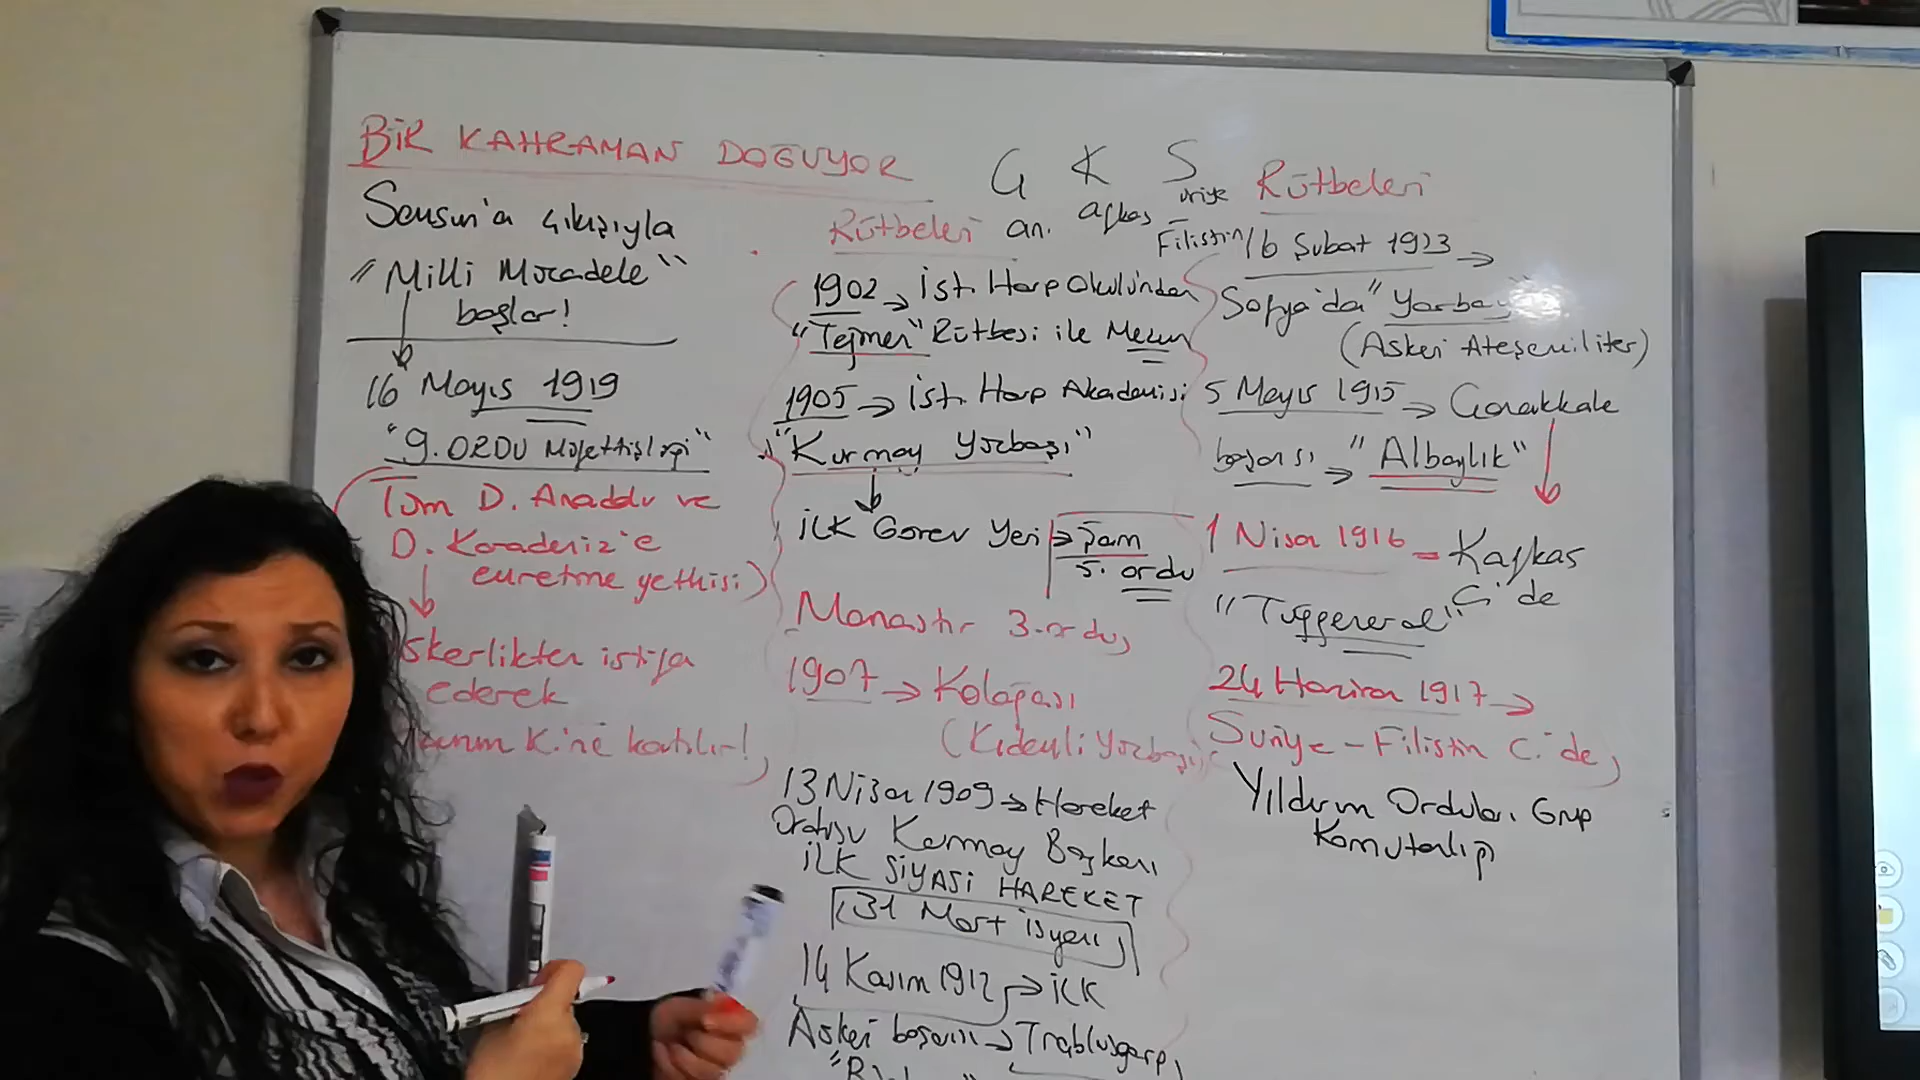 BİR KAHRAMAN DOĞUYOR
Samsun'a çıkışıyla
"Milli Mücadele"
başlar!
16 Mayıs 1919
"9. ORDU Müfettişliği"
Tüm D. Anadolu ve
D. Karadeniz'e
emretme yetkisi)
skerlikten istifa
ederek
K.'ne katılır!
G K S
an. afkas uriye
Filistin
Rütbeleri
1902 → İst. Harp Okulundan
"Teğmen" Rütbesi ile Mezun
1905 → İst. Harp Akademisi
"Kurmay Yüzbaşı"
İLK Görev Yeri → Şam
5. ordu
Manastır 3. ordu
1907 → Kolağası
(Kıdemli Yüzbaşı)
13 Nisan 1909 → Hareket
Ordusu Kurmay Başkanı
İLK SİYASİ HAREKET
(31 Mart isyanı)
14 Kasım 1912 → İLK
Askeri başarısı → Trablusgarp
Rütbeleri
16 Şubat 1923 →
Sofya'da "Yarbay"
(Askeri Ateşemiliter)
5 Mayıs 1915 → Çanakkale
başarısı → "Albaylık"
1 Nisan 1916 = Kafkas
C.'de
"Tuğgeneral"
24 Haziran 1917 →
Suriye - Filistin C.'de
Yıldırım Orduları Grup
Komutanlığı